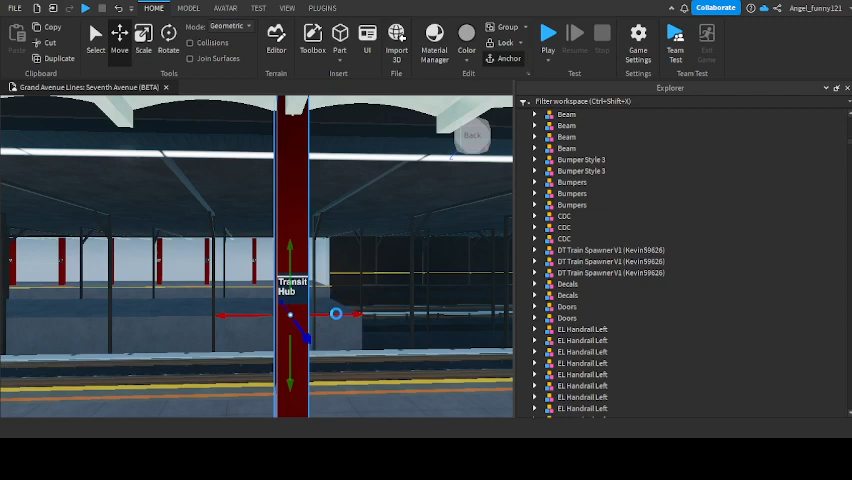 FILE HOME MODEL AVATAR TEST VIEW PLUGINS Collaborate Angel_funny121
Paste Copy Cut Duplicate
Clipboard
Select Move Scale Rotate
Mode: Geometric
Collisions
Join Surfaces
Tools
Editor
Terrain
Toolbox Part UI
Insert
Import 3D
File
Material Manager Color
Group
Lock
Anchor
Edit
Play Resume Stop
Test
Game Settings
Settings
Team Test Exit Game
Team Test
Grand Avenue Lines: Seventh Avenue (BETA)
Back
Transit
Hub
Explorer
Filter workspace (Ctrl+Shift+X)
Beam
Beam
Beam
Beam
Bumper Style 3
Bumper Style 3
Bumpers
Bumpers
Bumpers
CDC
CDC
CDC
DT Train Spawner V1 (Kevin59626)
DT Train Spawner V1 (Kevin59626)
DT Train Spawner V1 (Kevin59626)
Decals
Decals
Doors
Doors
EL Handrail Left
EL Handrail Left
EL Handrail Left
EL Handrail Left
EL Handrail Left
EL Handrail Left
EL Handrail Left
EL Handrail Left